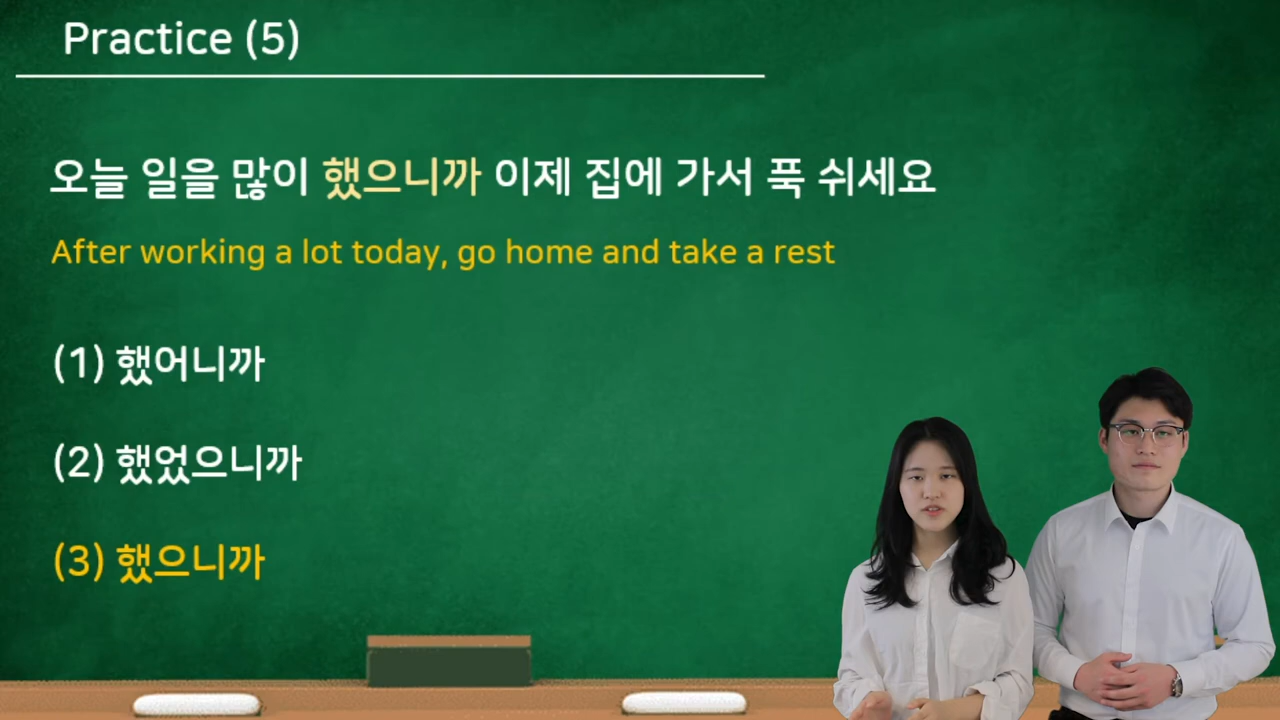 Practice (5)
오늘 일을 많이 했으니까 이제 집에 가서 푹 쉬세요
After working a lot today, go home and take a rest
(1) 했어니까
(2) 했었으니까
(3) 했으니까